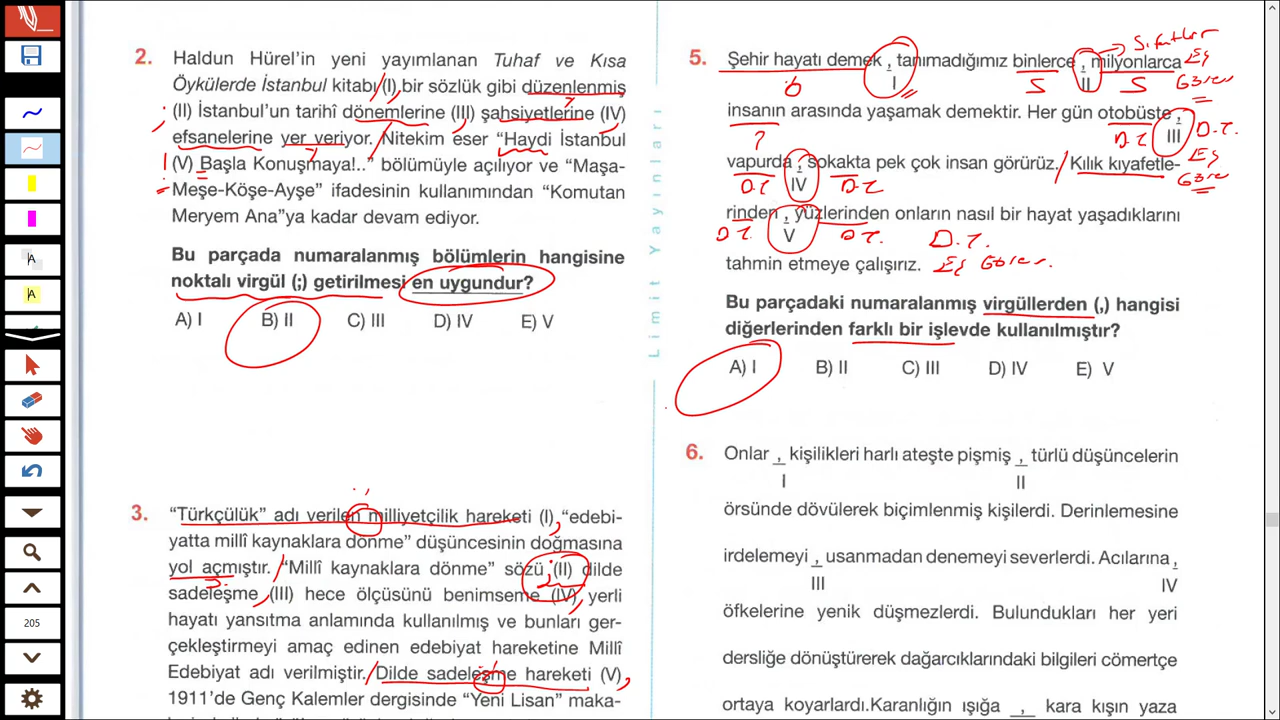 2. Haldun Hürel'in yeni yayımlanan Tuhaf ve Kısa
Öykülerde İstanbul kitabı (I), bir sözlük gibi düzenlenmiş
(II) İstanbul'un tarihî dönemlerine (III) şahsiyetlerine (IV)
efsanelerine yer veriyor. Nitekim eser "Haydi İstanbul
(V) Başla Konuşmaya!.." bölümüyle açılıyor ve "Maşa-
Meşe-Köşe-Ayşe" ifadesinin kullanımından "Komutan
Meryem Ana"ya kadar devam ediyor.
Bu parçada numaralanmış bölümlerin hangisine
noktalı virgül (;) getirilmesi en uygundur?
A) I B) II C) III D) IV E) V
3. "Türkçülük" adı verilen milliyetçilik hareketi (I), "edebi-
yatta millî kaynaklara dönme" düşüncesinin doğmasına
yol açmıştır. "Millî kaynaklara dönme" sözü (II) dilde
sadeleşme, (III) hece ölçüsünü benimseme (IV), yerli
hayatı yansıtma anlamında kullanılmış ve bunları ger-
çekleştirmeyi amaç edinen edebiyat hareketine Millî
Edebiyat adı verilmiştir. Dilde sadeleşme hareketi (V),
1911'de Genç Kalemler dergisinde "Yeni Lisan" maka-
Limit Yayınları
5. Şehir hayatı demek , tanımadığımız binlerce , milyonlarca
I II
Sıfatlar
Eş
Görev
ö S S
insanın arasında yaşamak demektir. Her gün otobüste ,
III
D.T. D.T.
Eş
Görev
vapurda , sokakta pek çok insan görürüz. Kılık kıyafetle-
D.T. IV D.T.
rinden , yüzlerinden onların nasıl bir hayat yaşadıklarını
D.T. V D.T. D.T.
tahmin etmeye çalışırız. Eş Görev.
Bu parçadaki numaralanmış virgüllerden (,) hangisi
diğerlerinden farklı bir işlevde kullanılmıştır?
A) I B) II C) III D) IV E) V
6. Onlar , kişilikleri harlı ateşte pişmiş , türlü düşüncelerin
I II
örsünde dövülerek biçimlenmiş kişilerdi. Derinlemesine
irdelemeyi , usanmadan denemeyi severlerdi. Acılarına ,
III IV
öfkelerine yenik düşmezlerdi. Bulundukları her yeri
dersliğe dönüştürerek dağarcıklarındaki bilgileri cömertçe
ortaya koyarlardı.Karanlığın ışığa , kara kışın yaza
A
A
205